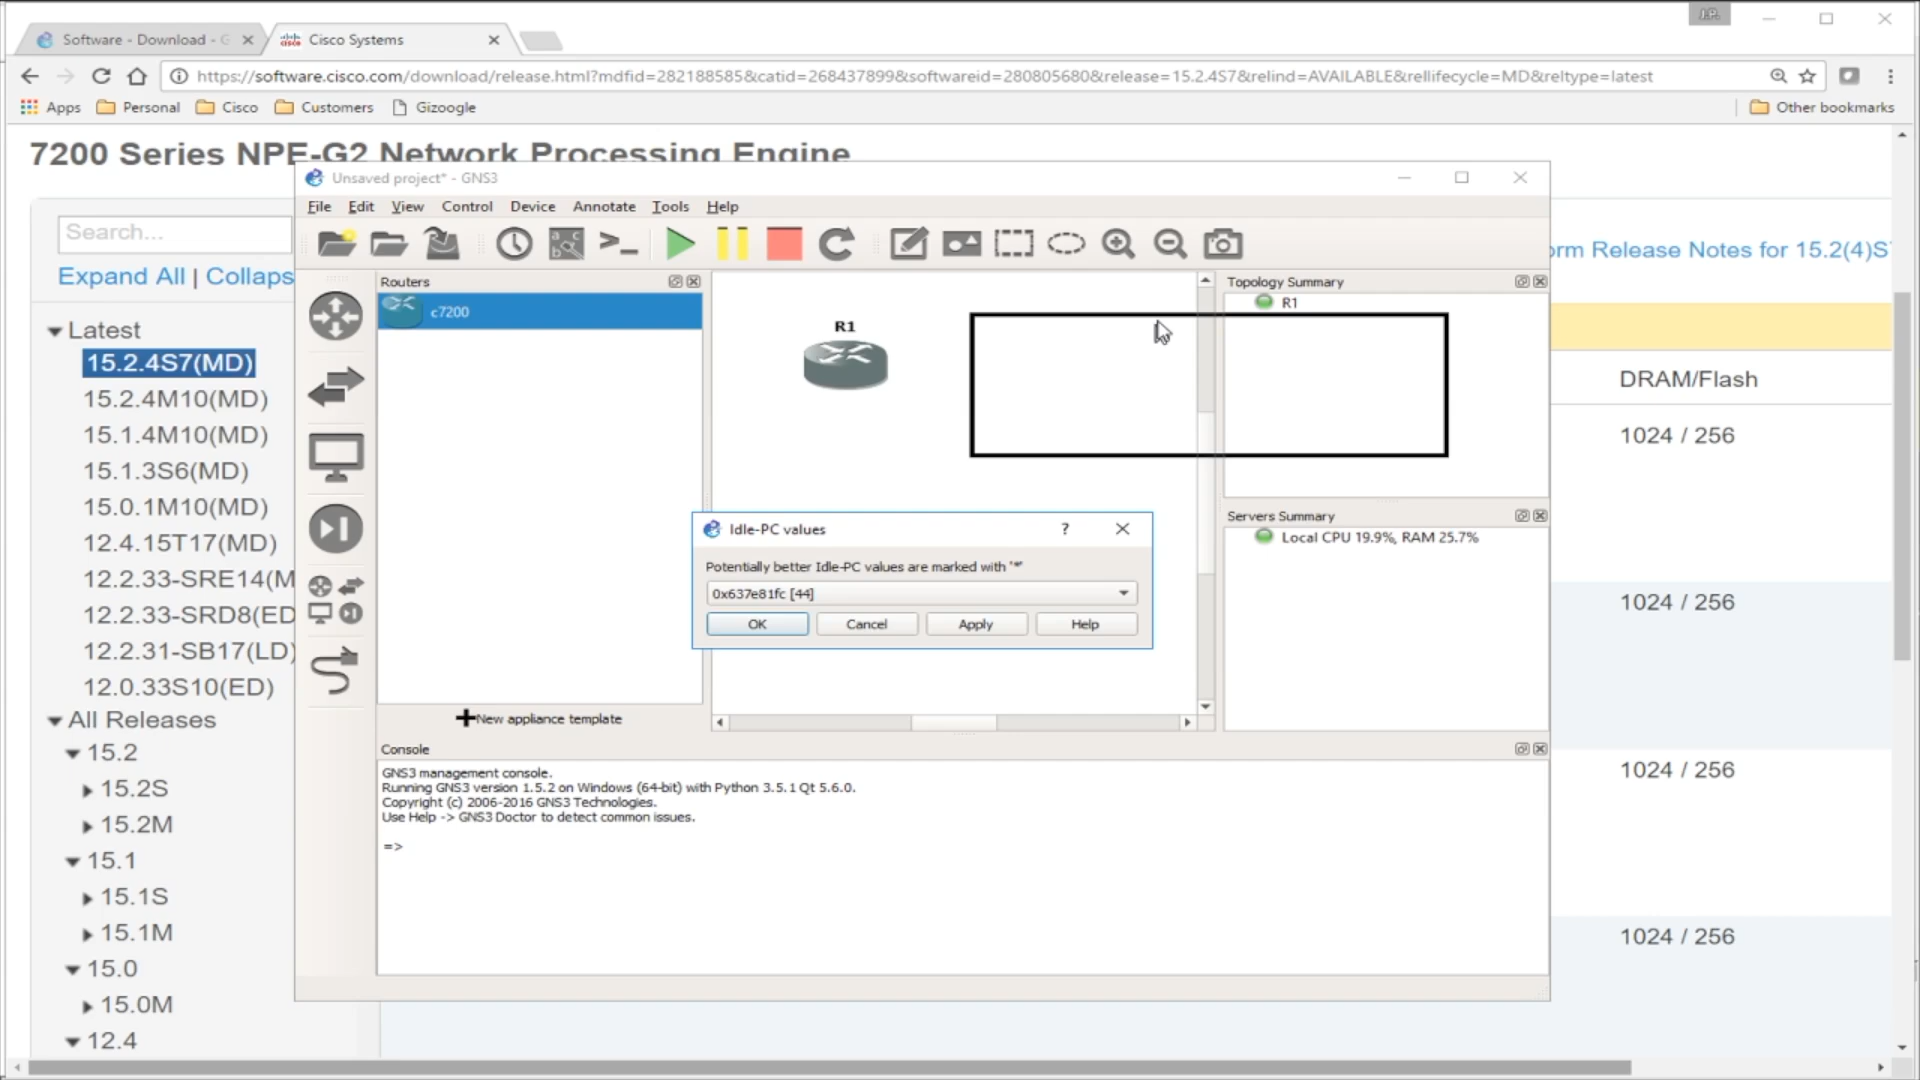 J.P.
Software - Download - G
Cisco Systems
https://software.cisco.com/download/release.html?mdfid=282188585&catid=268437899&softwareid=280805680&release=15.2.4S7&relind=AVAILABLE&rellifecycle=MD&reltype=latest
Apps Personal Cisco Customers Gizoogle Other bookmarks
7200 Series NPE-G2 Network Processing Engine
Search...
Expand All | Collaps
Latest
15.2.4S7(MD)
15.2.4M10(MD)
15.1.4M10(MD)
15.1.3S6(MD)
15.0.1M10(MD)
12.4.15T17(MD)
12.2.33-SRE14(M
12.2.33-SRD8(ED
12.2.31-SB17(LD)
12.0.33S10(ED)
All Releases
15.2
15.2S
15.2M
15.1
15.1S
15.1M
15.0
15.0M
12.4
Unsaved project* - GNS3
File Edit View Control Device Annotate Tools Help
Routers
c7200
New appliance template
R1
Topology Summary
R1
Servers Summary
Local CPU 19.9%, RAM 25.7%
Idle-PC values
?
Potentially better Idle-PC values are marked with '*'
0x637e81fc [44]
OK Cancel Apply Help
Console
GNS3 management console.
Running GNS3 version 1.5.2 on Windows (64-bit) with Python 3.5.1 Qt 5.6.0.
Copyright (c) 2006-2016 GNS3 Technologies.
Use Help -> GNS3 Doctor to detect common issues.
=>
orm Release Notes for 15.2(4)S
DRAM/Flash
1024 / 256
1024 / 256
1024 / 256
1024 / 256